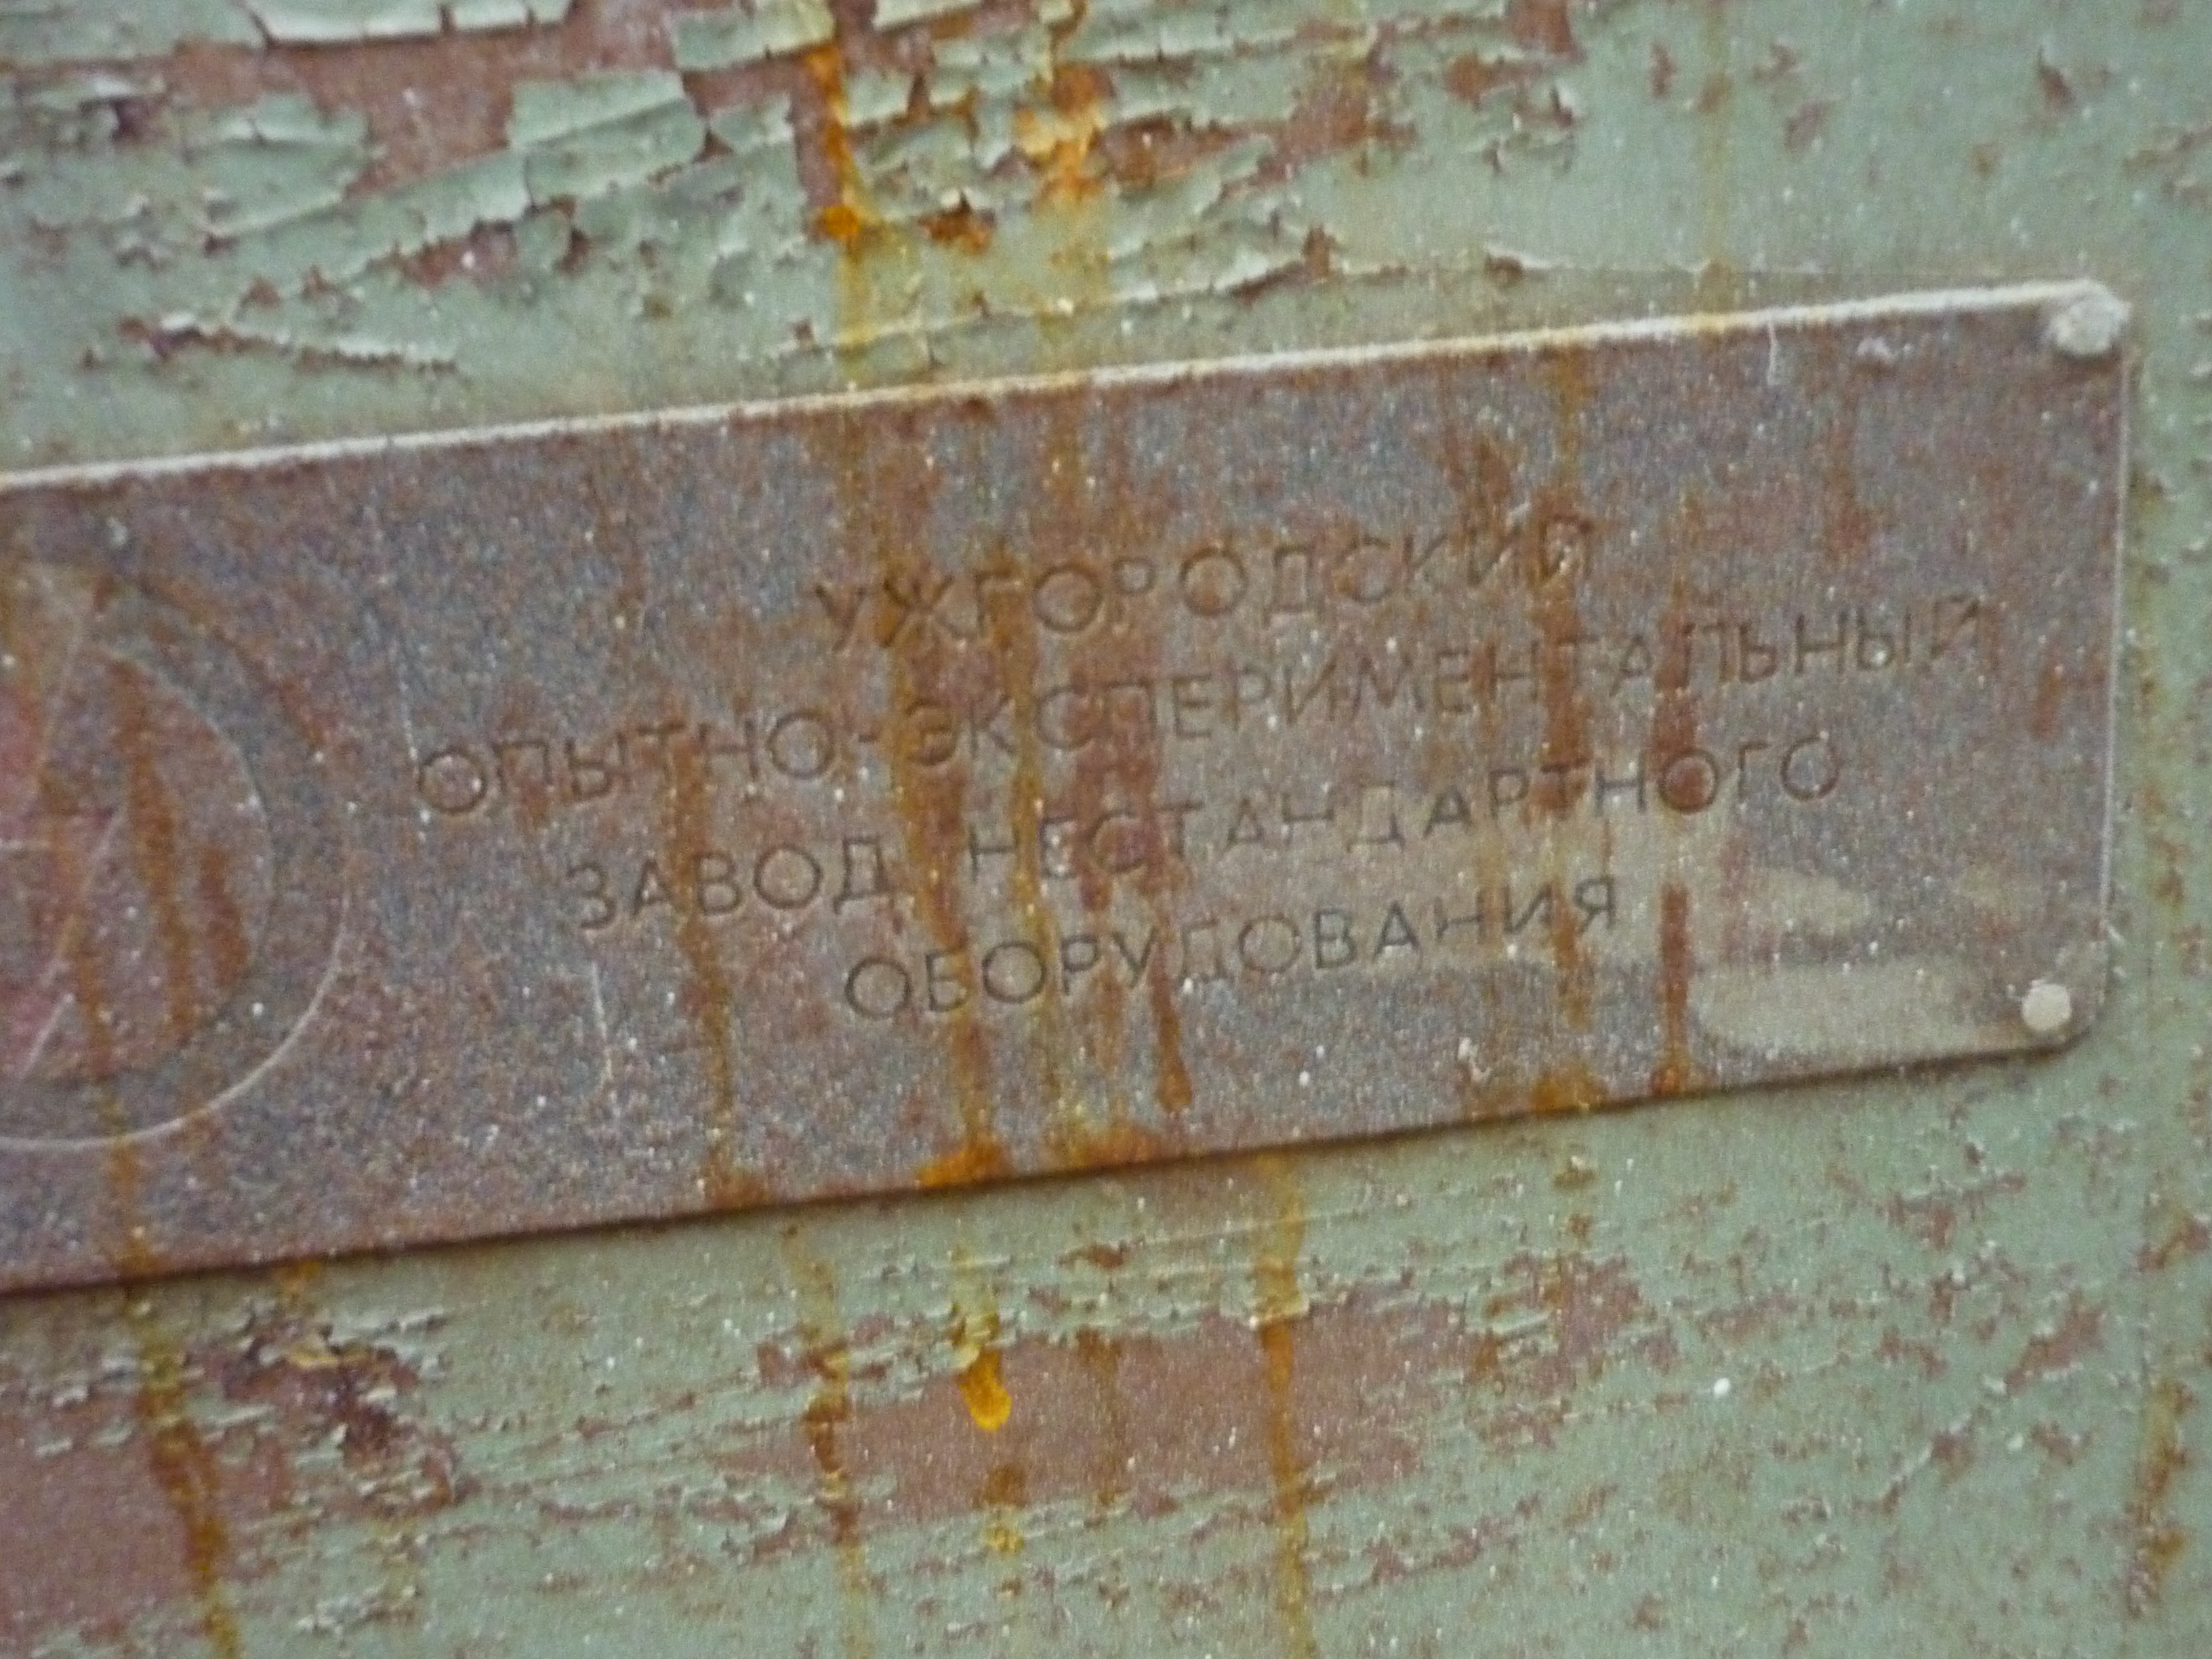 УЖГОРОДСКИЙ
ОПЫТНО-ЭКСПЕРИМЕНТАЛЬНЫЙ
ЗАВОД НЕСТАНДАРТНОГО
ОБОРУДОВАНИЯ